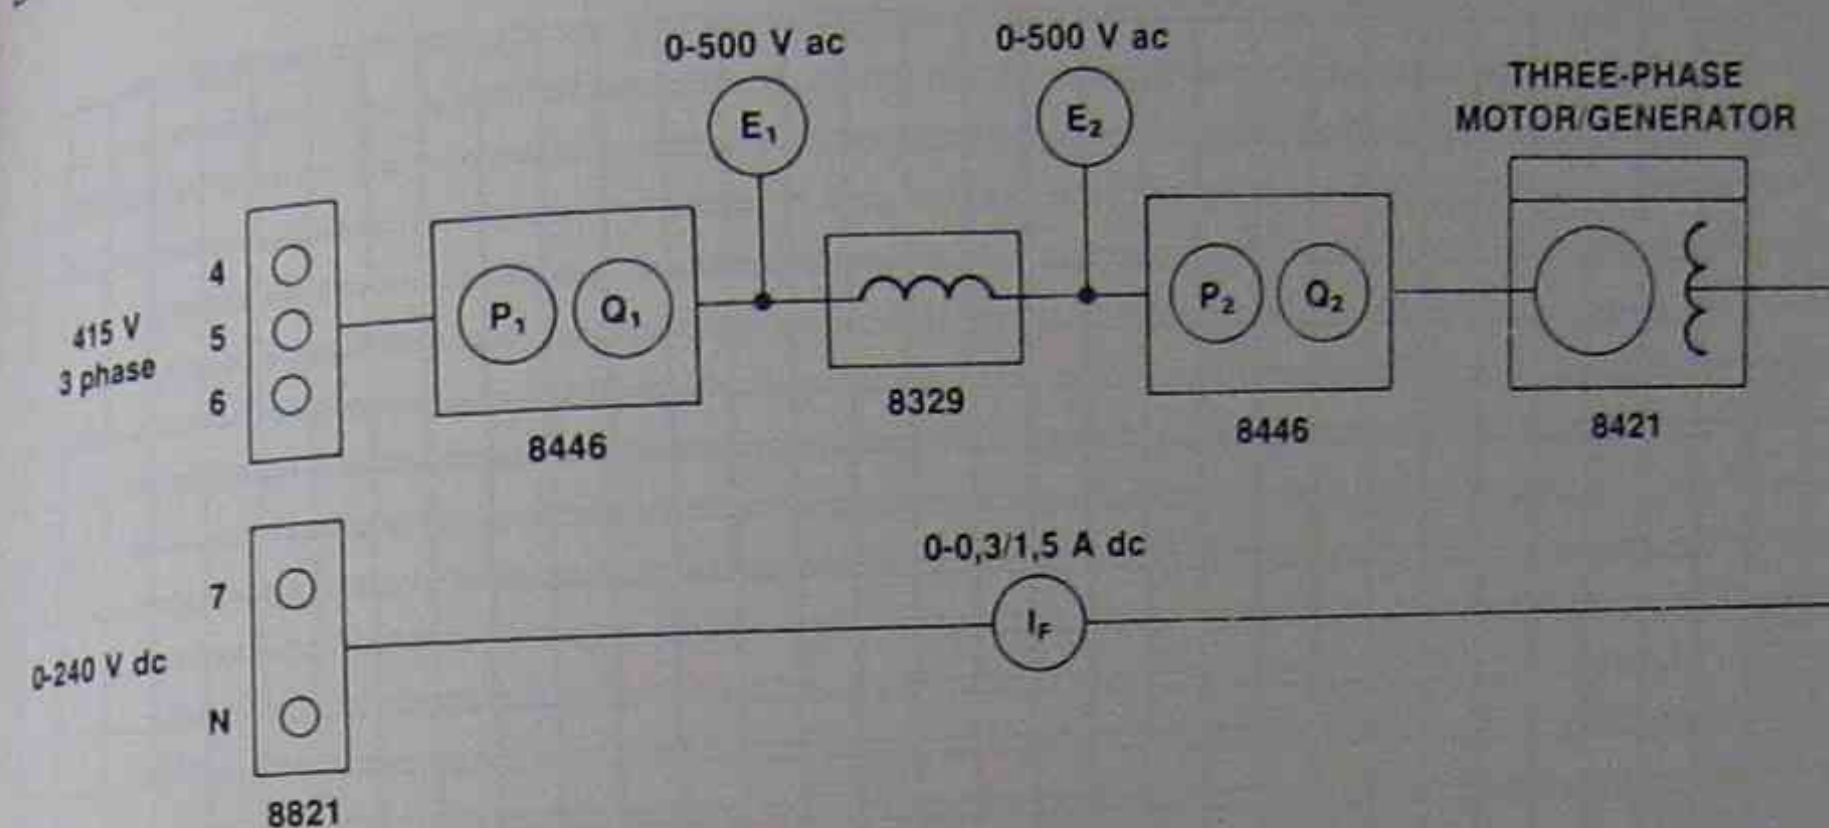 0-500 V ac
0-500 V ac
THREE-PHASE
MOTOR/GENERATOR
E₁
E₂
4
5
6
415 V
3 phase
P₁
Q₁
P₂
Q₂
8446
8329
8446
8421
0-0,3/1,5 A dc
7
I_F
0-240 V dc
N
8821